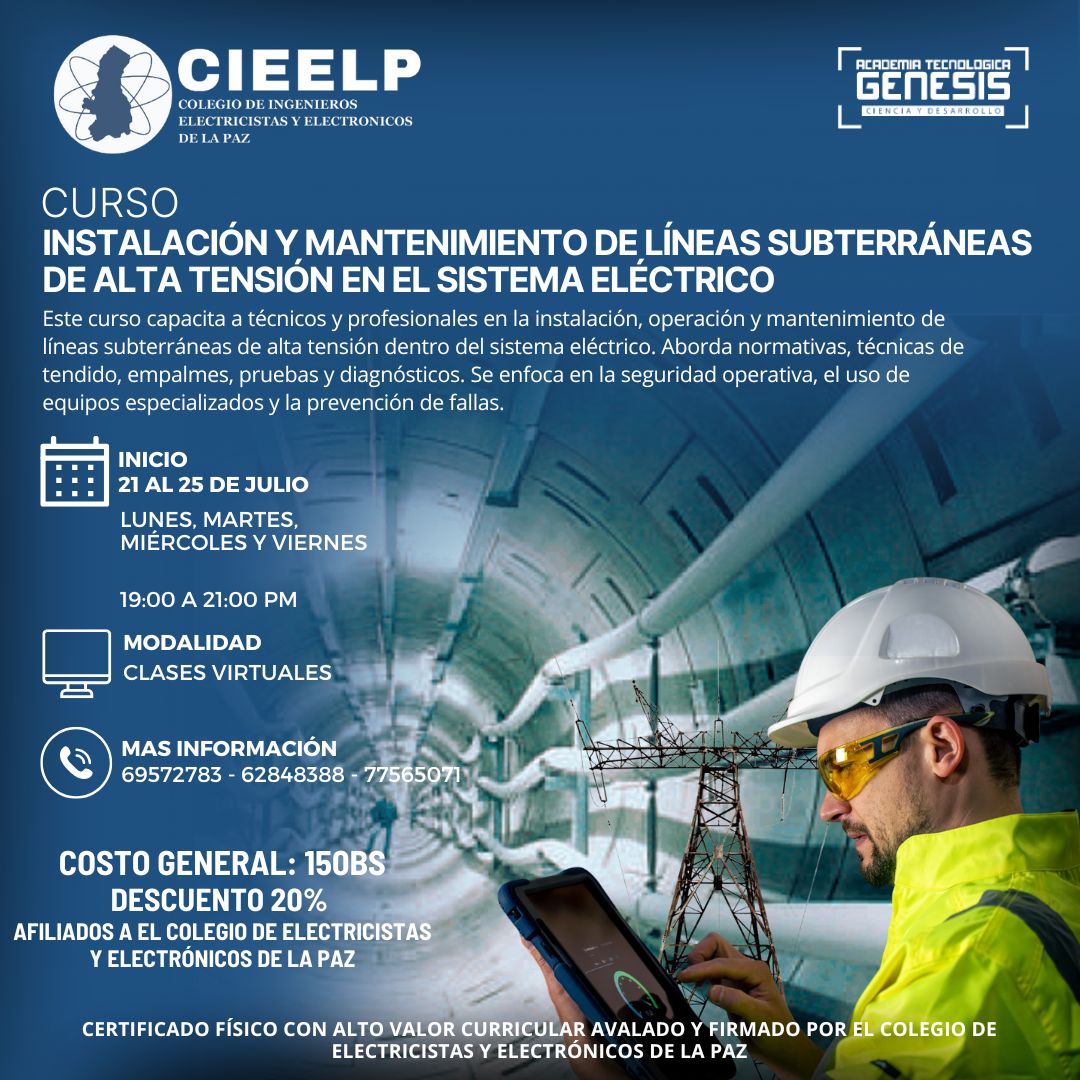 CIEELP
COLEGIO DE INGENIEROS
ELECTRICISTAS Y ELECTRONICOS
DE LA PAZ
ACADEMIA TECNOLOGICA
GENESIS
CIENCIA Y DESARROLLO
CURSO
INSTALACIÓN Y MANTENIMIENTO DE LÍNEAS SUBTERRÁNEAS
DE ALTA TENSIÓN EN EL SISTEMA ELÉCTRICO
Este curso capacita a técnicos y profesionales en la instalación, operación y mantenimiento de
líneas subterráneas de alta tensión dentro del sistema eléctrico. Aborda normativas, técnicas de
tendido, empalmes, pruebas y diagnósticos. Se enfoca en la seguridad operativa, el uso de
equipos especializados y la prevención de fallas.
INICIO
21 AL 25 DE JULIO
LUNES, MARTES,
MIÉRCOLES Y VIERNES
19:00 A 21:00 PM
MODALIDAD
CLASES VIRTUALES
MAS INFORMACIÓN
69572783 - 62848388 - 77565071
COSTO GENERAL: 150BS
DESCUENTO 20%
AFILIADOS A EL COLEGIO DE ELECTRICISTAS
Y ELECTRÓNICOS DE LA PAZ
CERTIFICADO FÍSICO CON ALTO VALOR CURRICULAR AVALADO Y FIRMADO POR EL COLEGIO DE
ELECTRICISTAS Y ELECTRÓNICOS DE LA PAZ